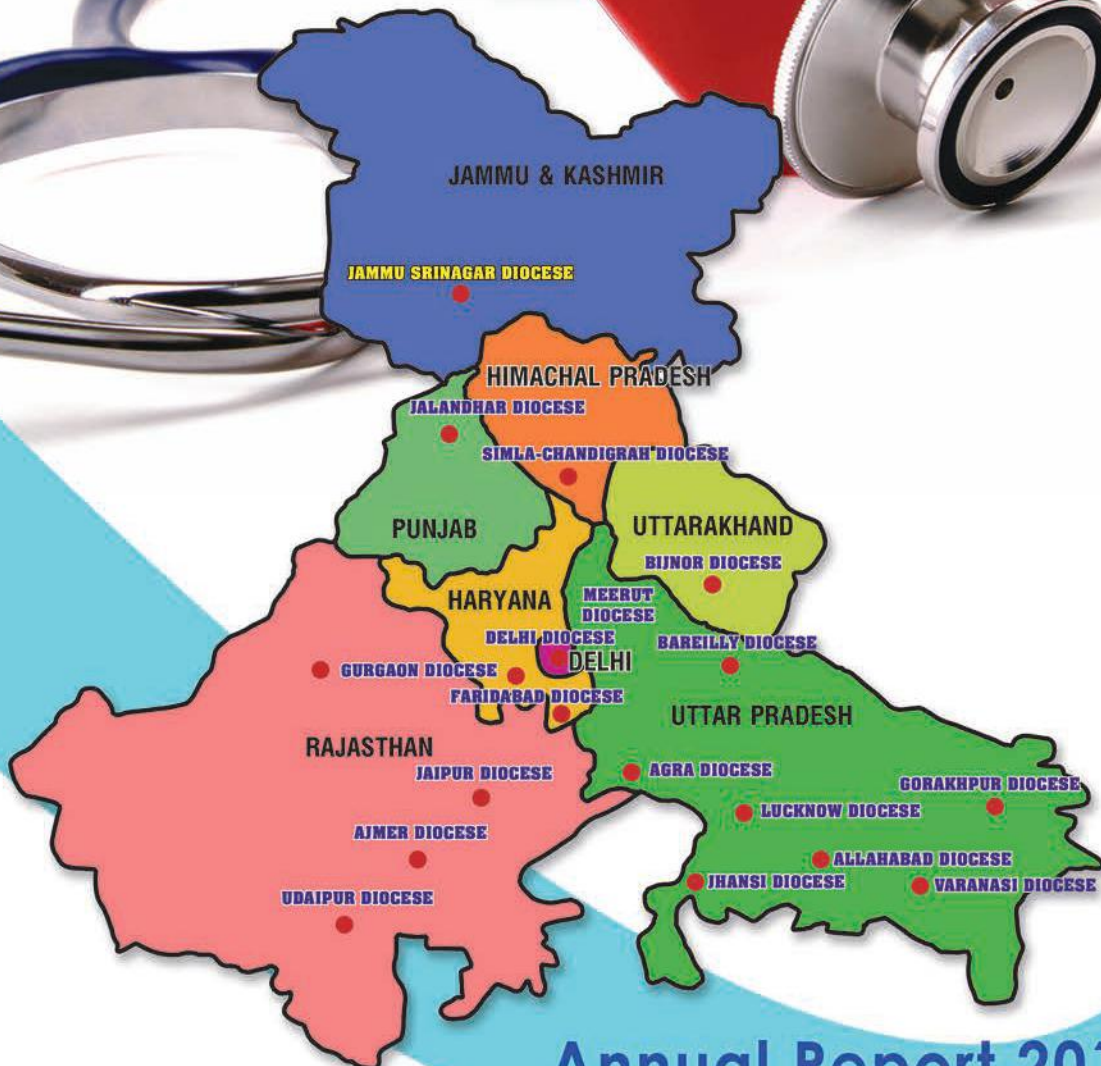 JAMMU & KASHMIR
JAMMU SRINAGAR DIOCESE
HIMACHAL PRADESH
JALANDHAR DIOCESE
SIMLA-CHANDIGRAH DIOCESE
PUNJAB
UTTARAKHAND
BIJNOR DIOCESE
HARYANA
MEERUT
DIOCESE
DELHI DIOCESE
BAREILLY DIOCESE
DELHI
GURGAON DIOCESE
FARIDABAD DIOCESE
UTTAR PRADESH
RAJASTHAN
JAIPUR DIOCESE
AGRA DIOCESE
GORAKHPUR DIOCESE
LUCKNOW DIOCESE
AJMER DIOCESE
ALLAHABAD DIOCESE
JHANSI DIOCESE
VARANASI DIOCESE
UDAIPUR DIOCESE
Annual Report